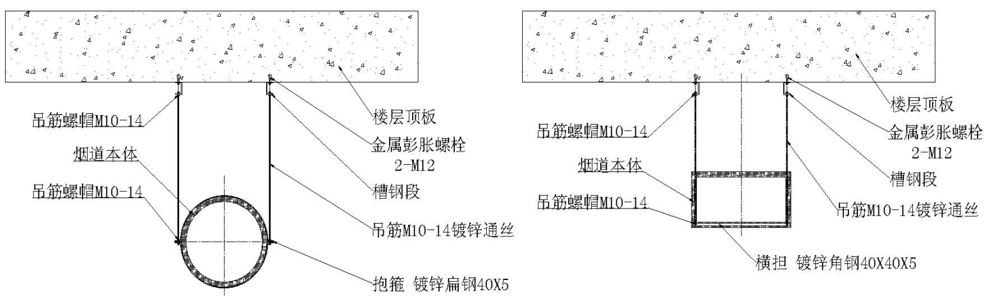 吊筋螺帽M10-14
烟道本体
吊筋螺帽M10-14
楼层顶板
金属彭胀螺栓
2-M12
槽钢段
吊筋M10-14镀锌通丝
抱箍 镀锌扁钢40X5
吊筋螺帽M10-14
烟道本体
吊筋螺帽M10-14
楼层顶板
金属彭胀螺栓
2-M12
槽钢段
吊筋M10-14镀锌通丝
横担 镀锌角钢40X40X5